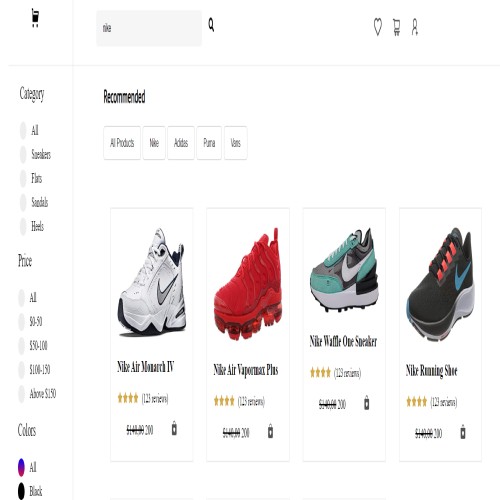 nike
Category
All
Sneakers
Flats
Sandals
Heels
Price
All
$0-50
$50-100
$100-150
Above $150
Colors
All
Black
Recommended
All Products
Nike
Adidas
Puma
Vans
Nike Air Monarch IV
(123 reviews)
$140,00 200
Nike Air Vapormax Plus
(123 reviews)
$140,00 200
Nike Waffle One Sneaker
(123 reviews)
$140,00 200
Nike Running Shoe
(123 reviews)
$140,00 200